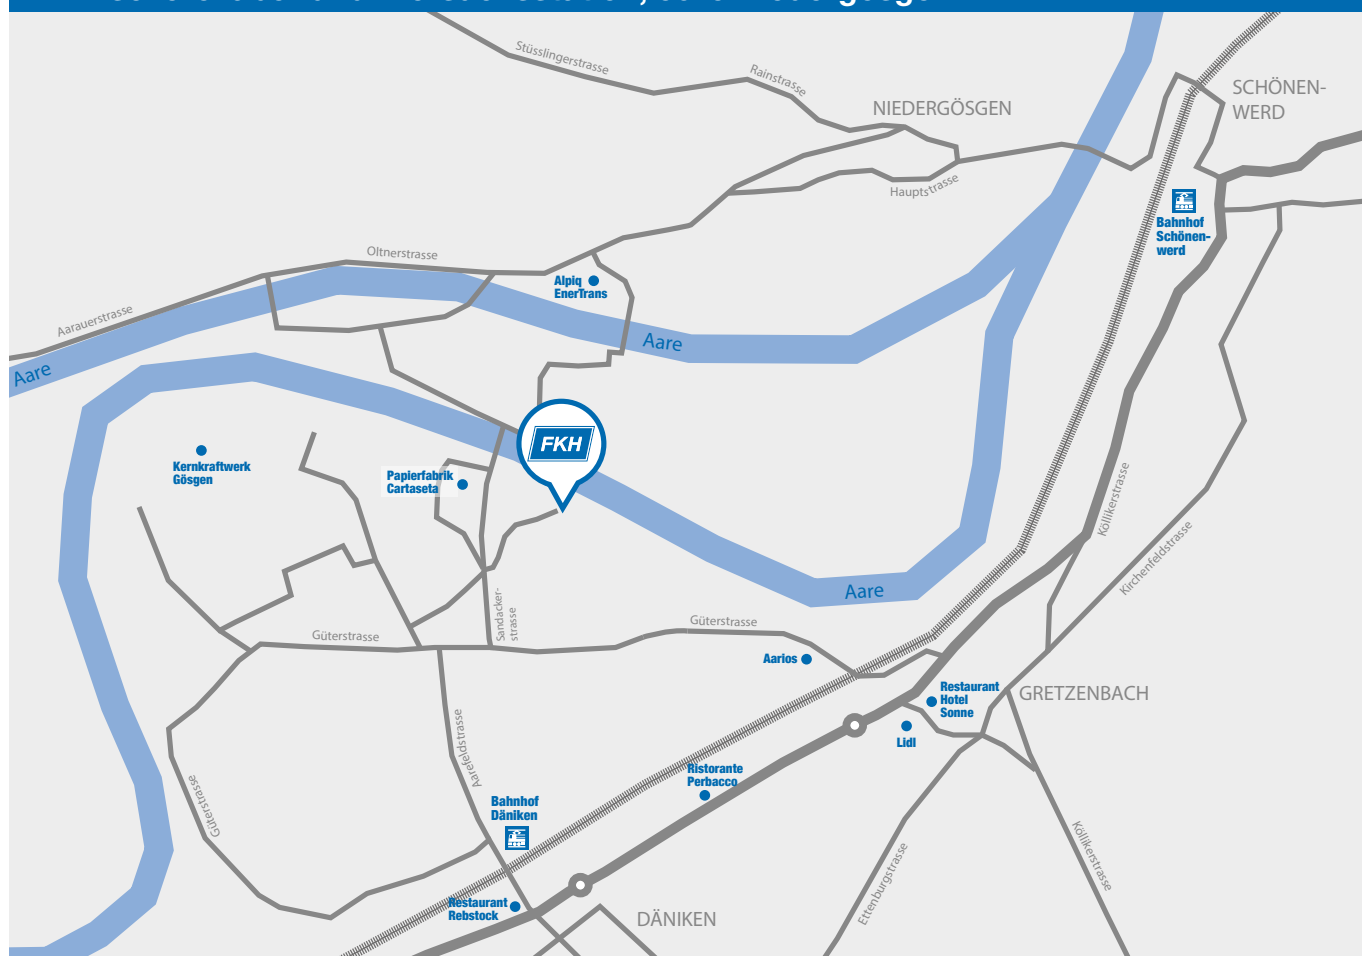 Stüsslingerstrasse
Rainstrasse
NIEDERGÖSGEN
SCHÖNEN-
WERD
Hauptstrasse
Bahnhof
Schönen-
werd
Oltnerstrasse
Alpiq
EnerTrans
Aarauerstrasse
Aare
Aare
FKH
Kernkraftwerk
Gösgen
Papierfabrik
Cartaseta
Köllikerstrasse
Kirchenfeldstrasse
Aare
Sandacker-
strasse
Güterstrasse
Güterstrasse
Aarios
Restaurant
Hotel
Sonne
GRETZENBACH
Lidl
Aarefeldstrasse
Ristorante
Perbacco
Güterstrasse
Bahnhof
Däniken
Köllikerstrasse
Ettenburgstrasse
Restaurant
Rebstock
DÄNIKEN